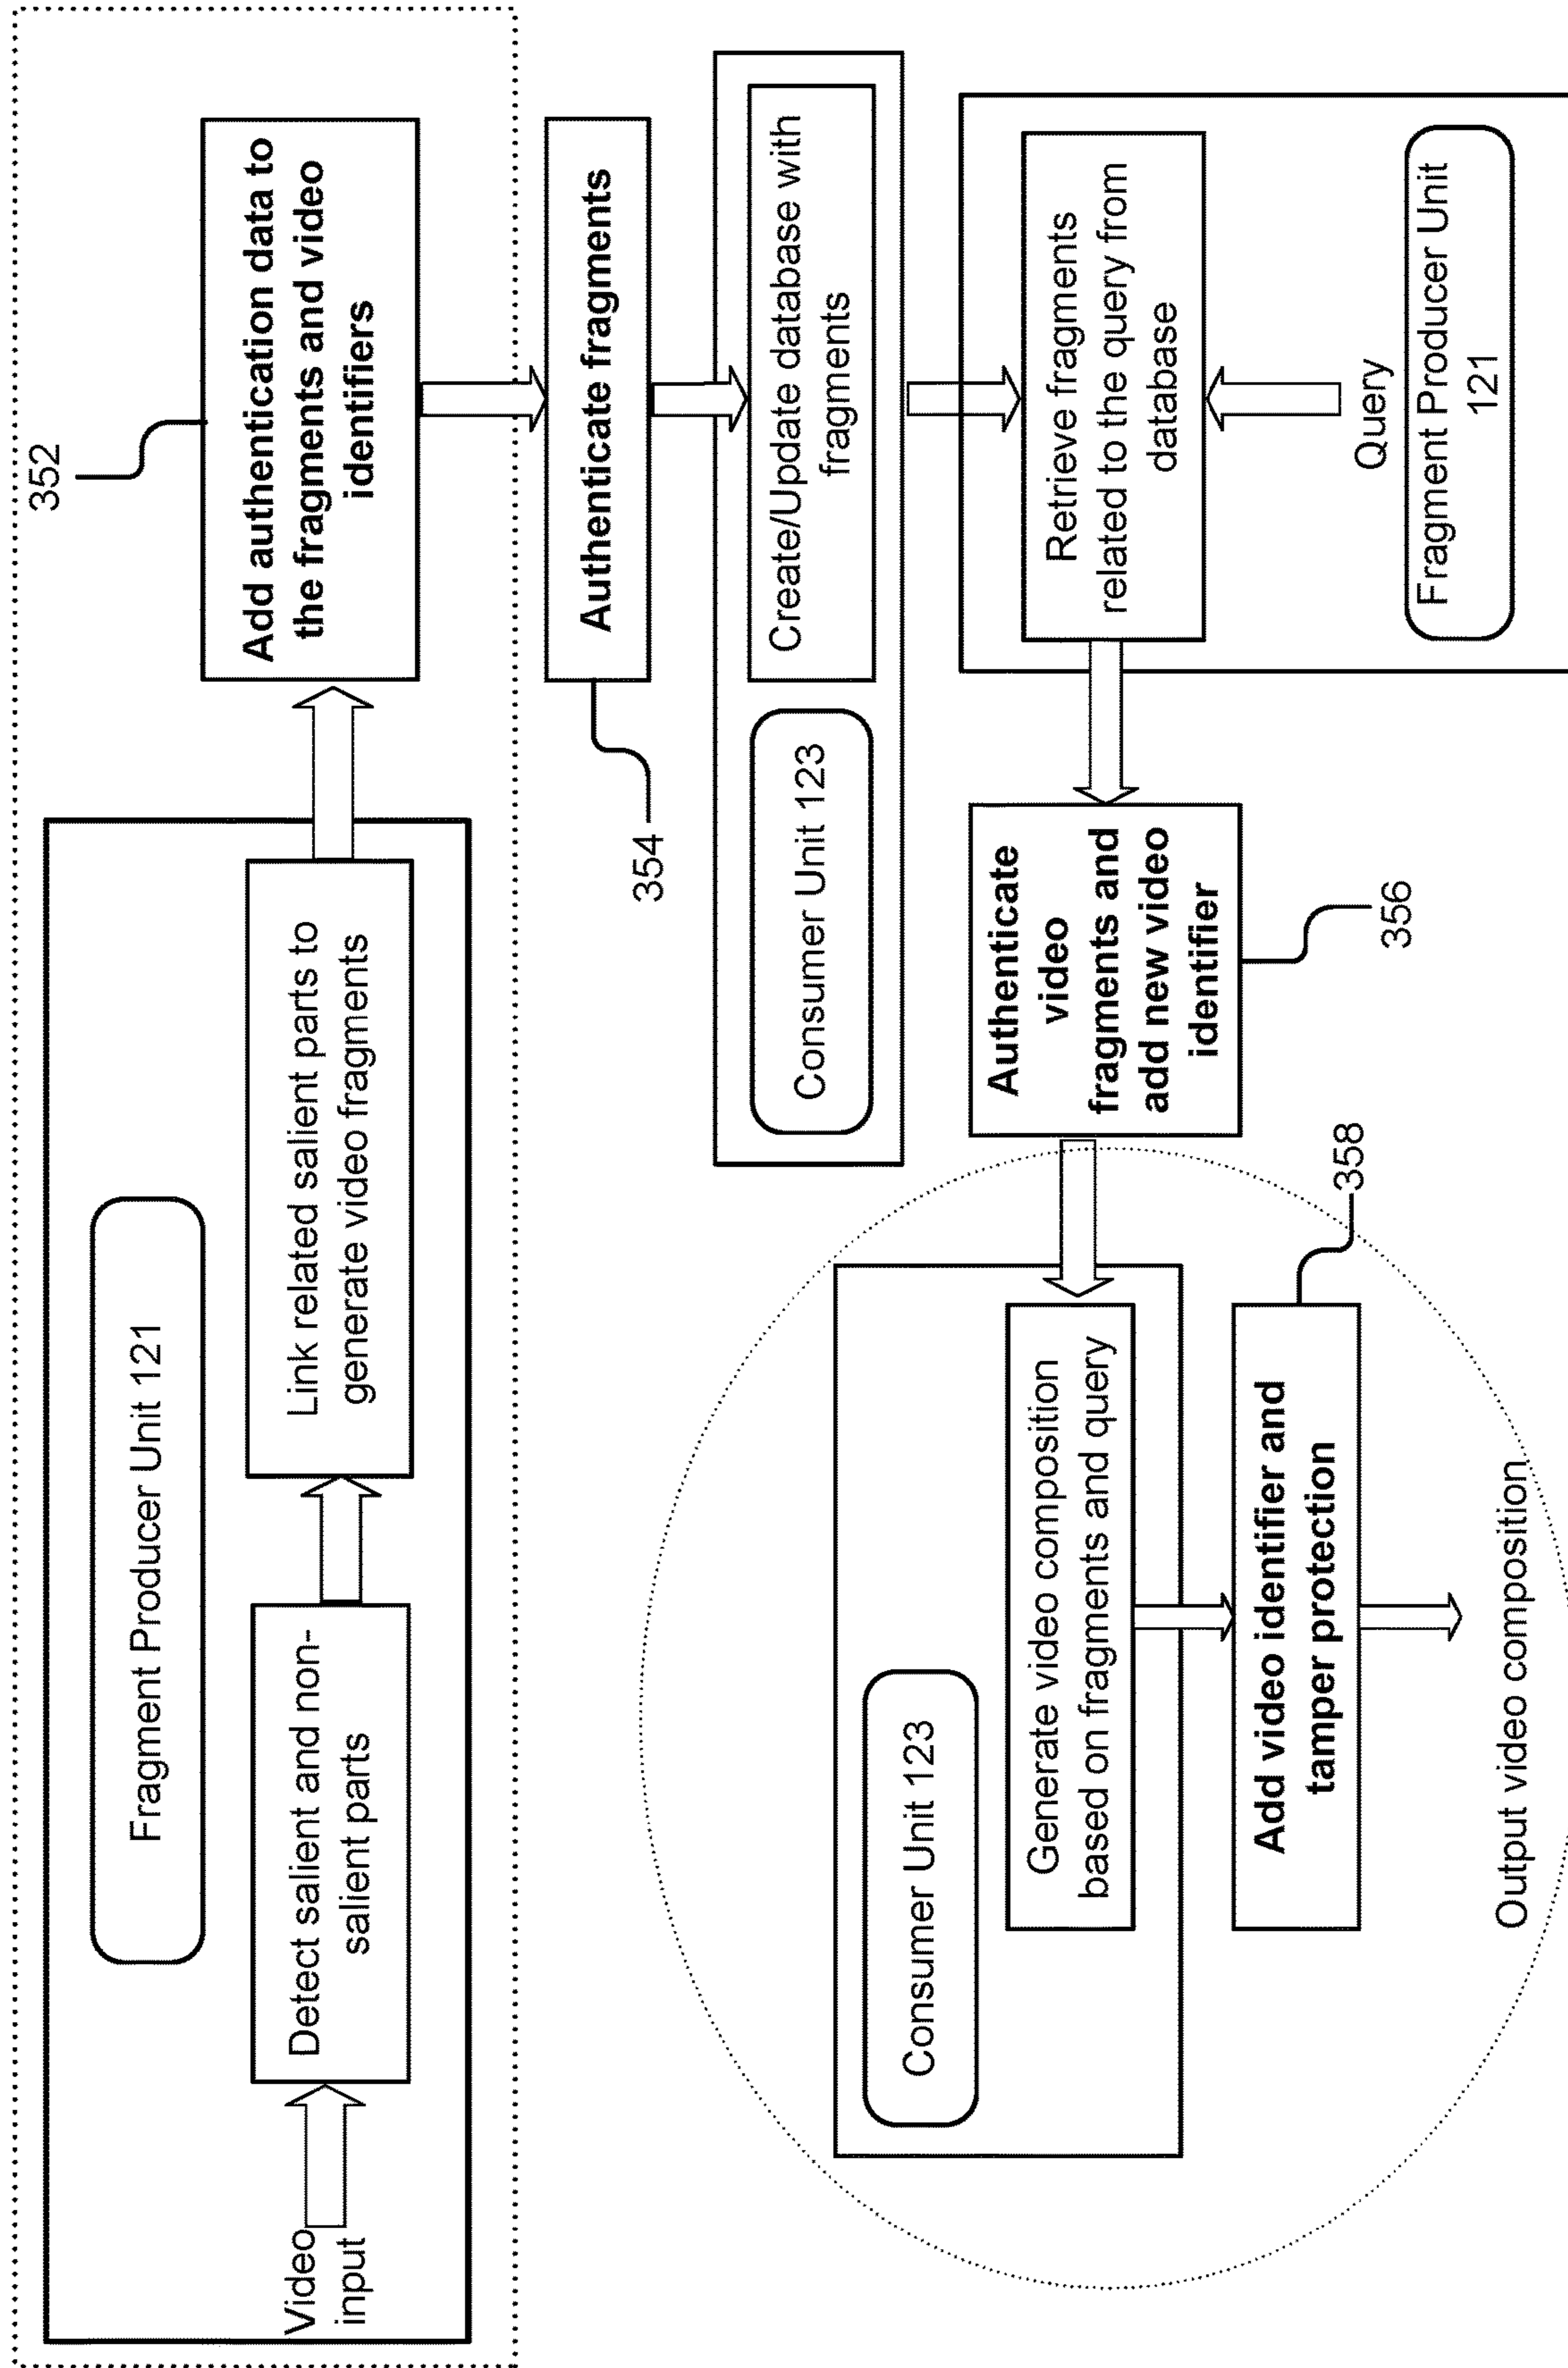 Fragment Producer Unit 121
Video
input
Detect salient and non-
salient parts
Link related salient parts to
generate video fragments
352
Add authentication data to
the fragments and video
identifiers
354
Authenticate fragments
Consumer Unit 123
Create/Update database with
fragments
Retrieve fragments
related to the query from
database
Query
Fragment Producer Unit
121
Authenticate
video
fragments and
add new video
identifier
356
Consumer Unit 123
Generate video composition
based on fragments and query
358
Add video identifier and
tamper protection
Output video composition